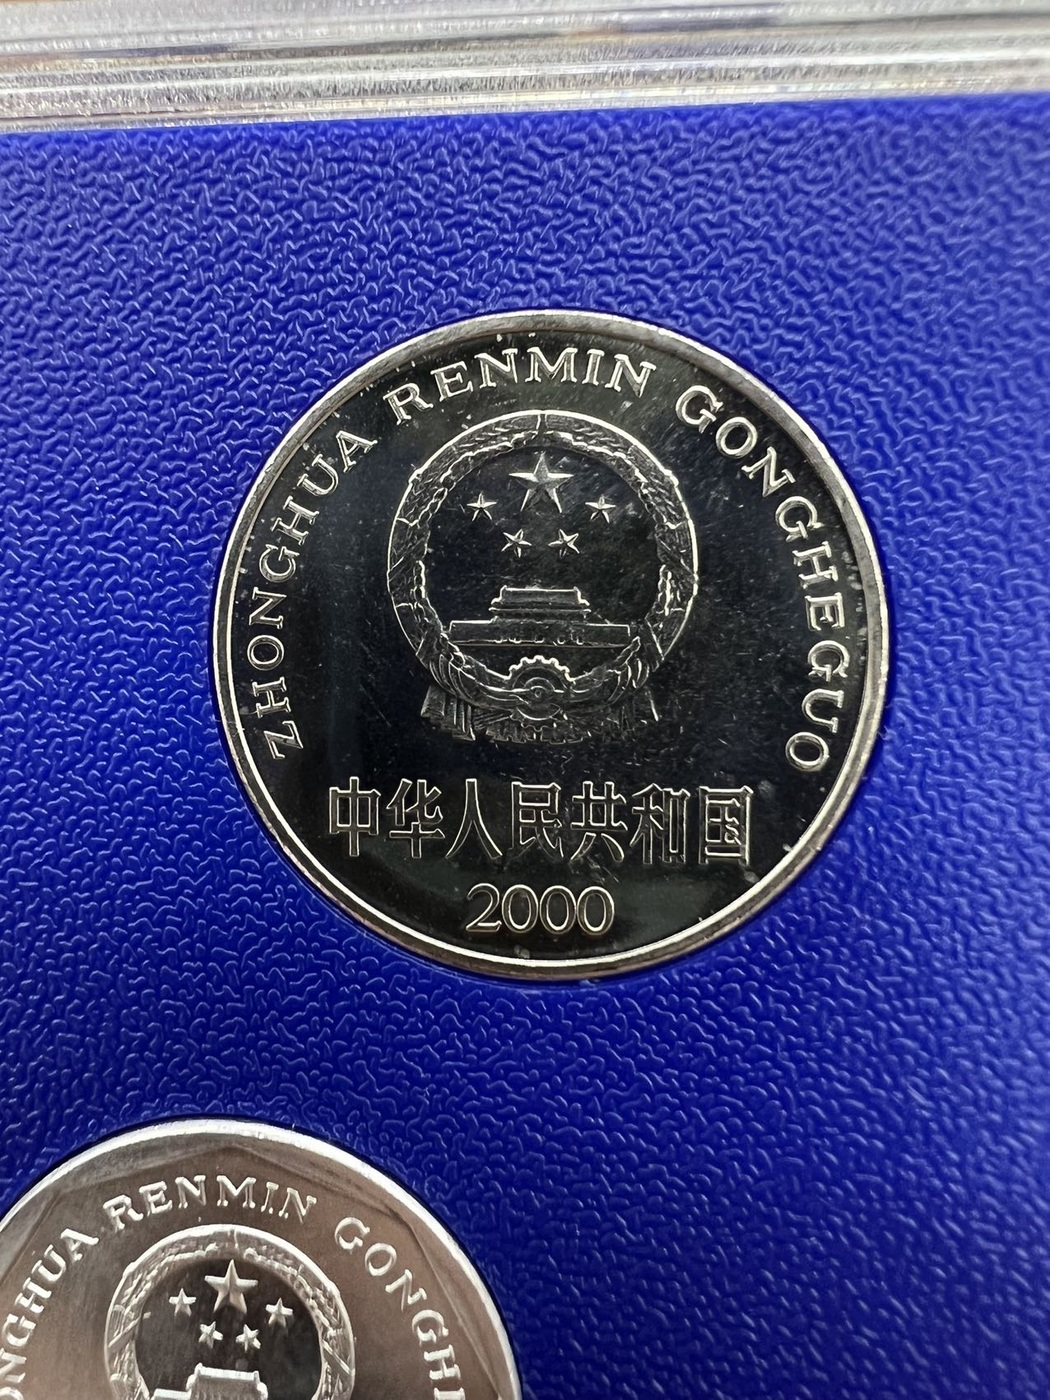 ZHONGHUA RENMIN GONGHEGUO
中华人民共和国
2000
RENMIN